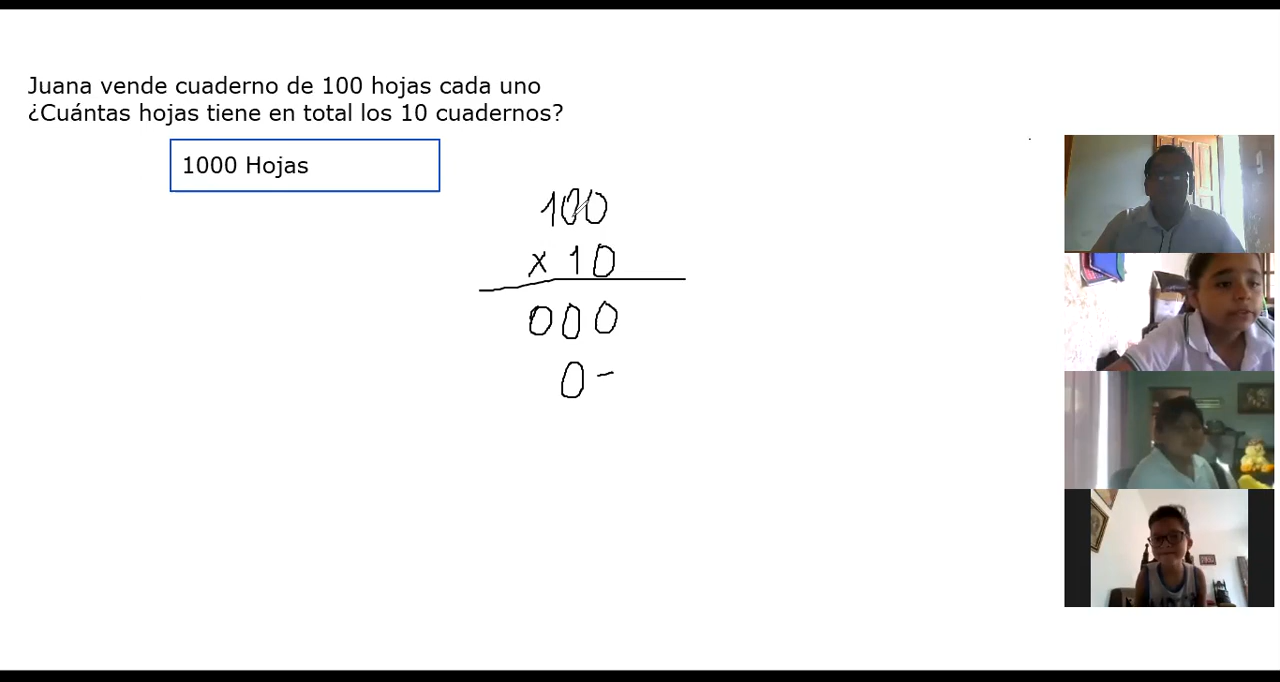 Juana vende cuaderno de 100 hojas cada uno
¿Cuántas hojas tiene en total los 10 cuadernos?
1000 Hojas
100
x 10
000
0 -